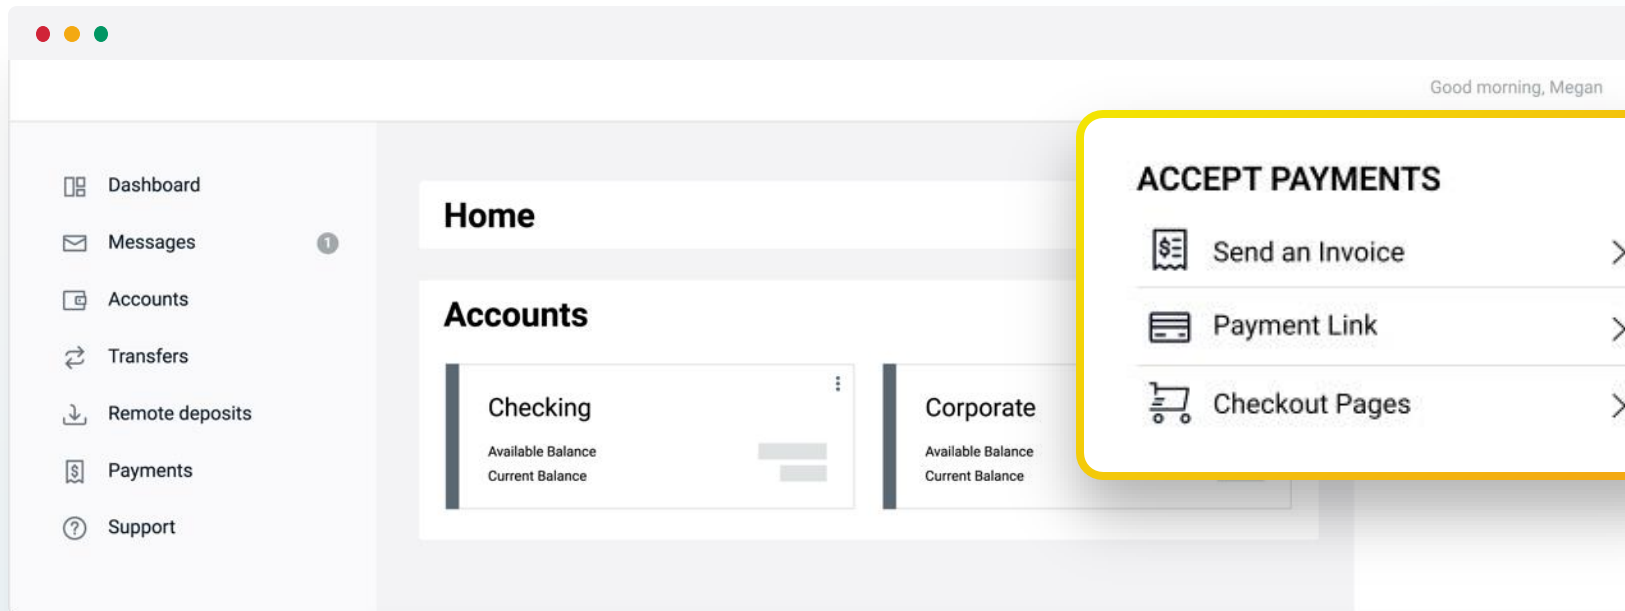 Good morning, Megan
Dashboard
Messages 1
Accounts
Transfers
Remote deposits
Payments
Support
Home
Accounts
Checking
Available Balance
Current Balance
Corporate
Available Balance
Current Balance
ACCEPT PAYMENTS
$ Send an Invoice
Payment Link
Checkout Pages